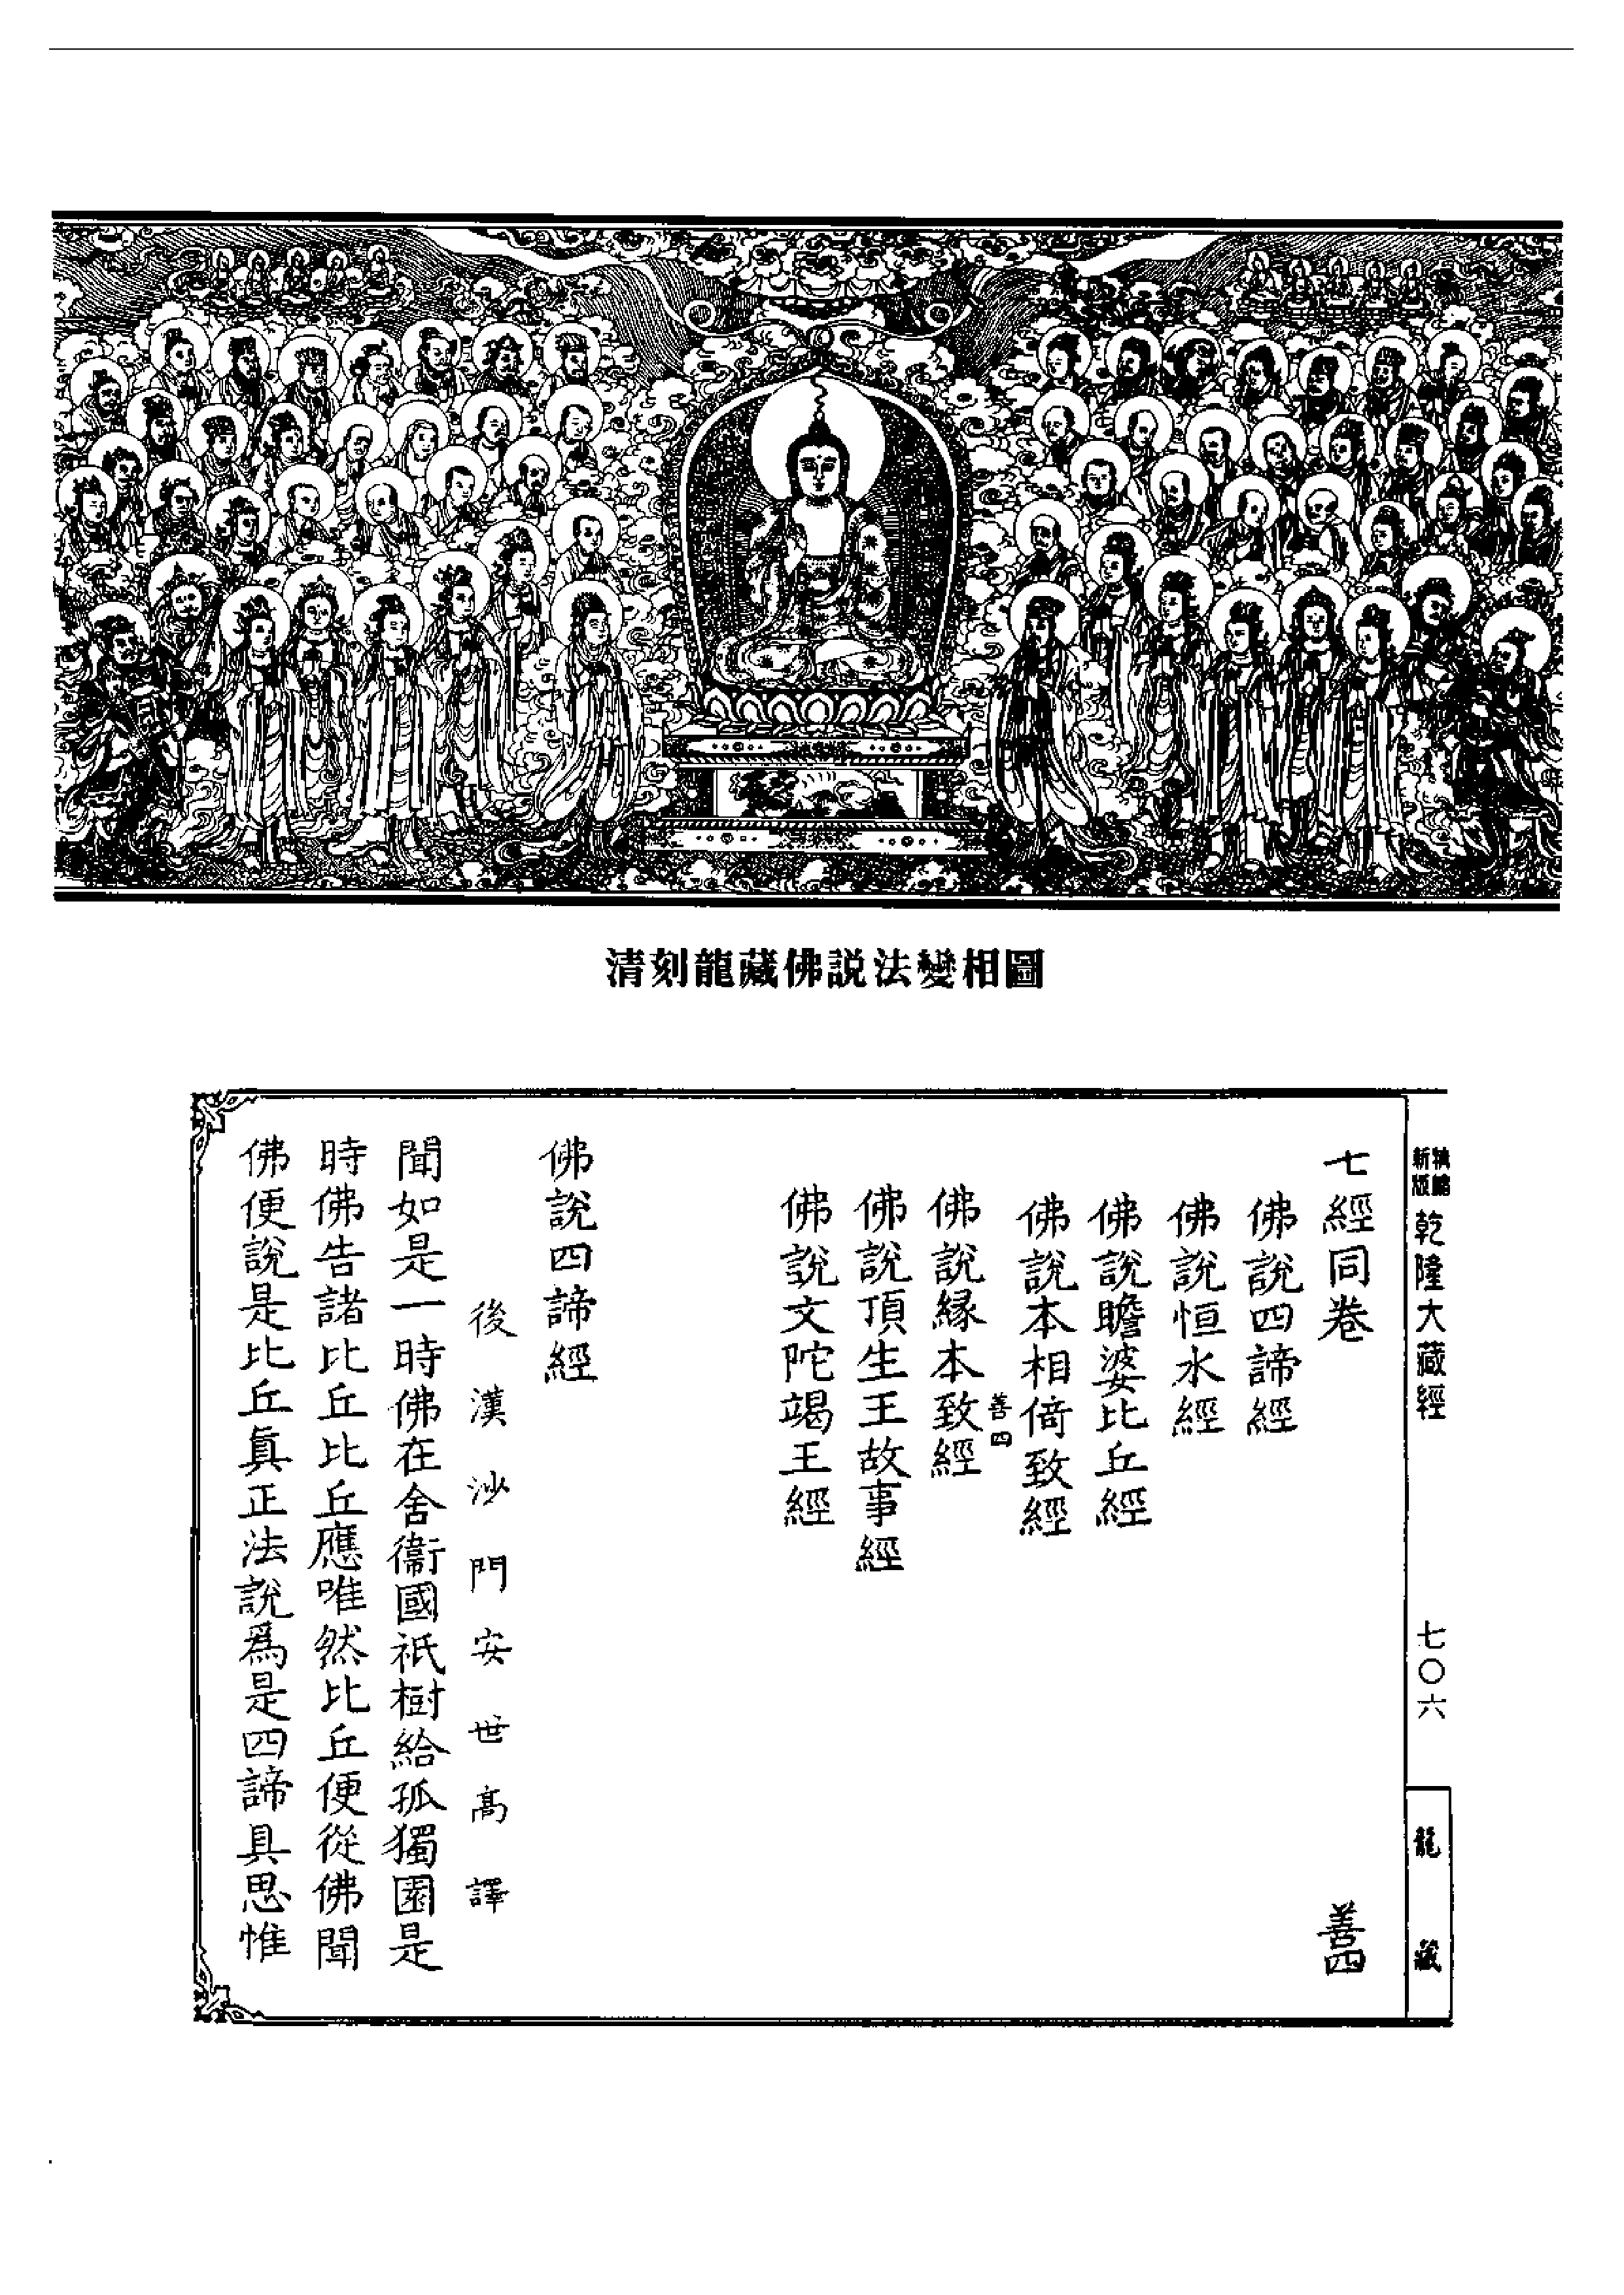 清刻龍藏佛説法變相圖
新版 精縮
乾隆大藏經
七〇六
龍藏
七經同卷 善四
佛說四諦經
佛說恒水經
佛說瞻婆比丘經
佛說本相倚致經
善四
佛說緣本致經
佛說頂生王故事經
佛說文陀竭王經
佛說四諦經
後漢沙門安世高譯
聞如是一時佛在舍衞國祇樹給孤獨園是
時佛告諸比丘比丘應唯然比丘便從佛聞
佛便說是比丘眞正法說爲是四諦具思惟